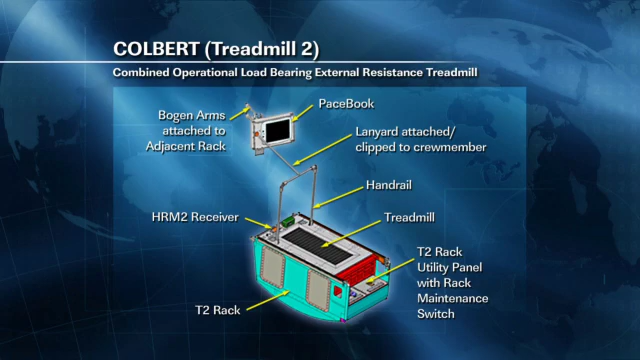 COLBERT (Treadmill 2)
Combined Operational Load Bearing External Resistance Treadmill
PaceBook
Bogen Arms
attached to
Adjacent Rack
Lanyard attached/
clipped to crewmember
Handrail
HRM2 Receiver
Treadmill
T2 Rack
Utility Panel
with Rack
Maintenance
Switch
T2 Rack